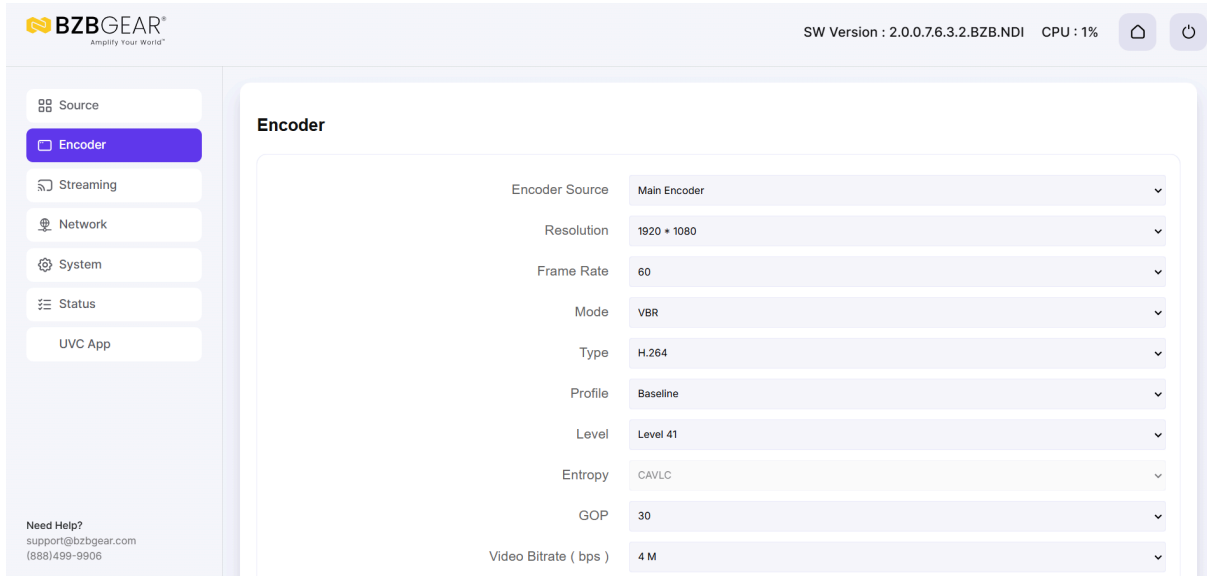 BZBGEAR®
Amplify Your World™
SW Version : 2.0.0.7.6.3.2.BZB.NDI CPU : 1%
Source
Encoder
Streaming
Network
System
Status
UVC App
Need Help?
support@bzbgear.com
(888)499-9906
Encoder
Encoder Source Main Encoder
Resolution 1920 * 1080
Frame Rate 60
Mode VBR
Type H.264
Profile Baseline
Level Level 41
Entropy CAVLC
GOP 30
Video Bitrate ( bps ) 4 M